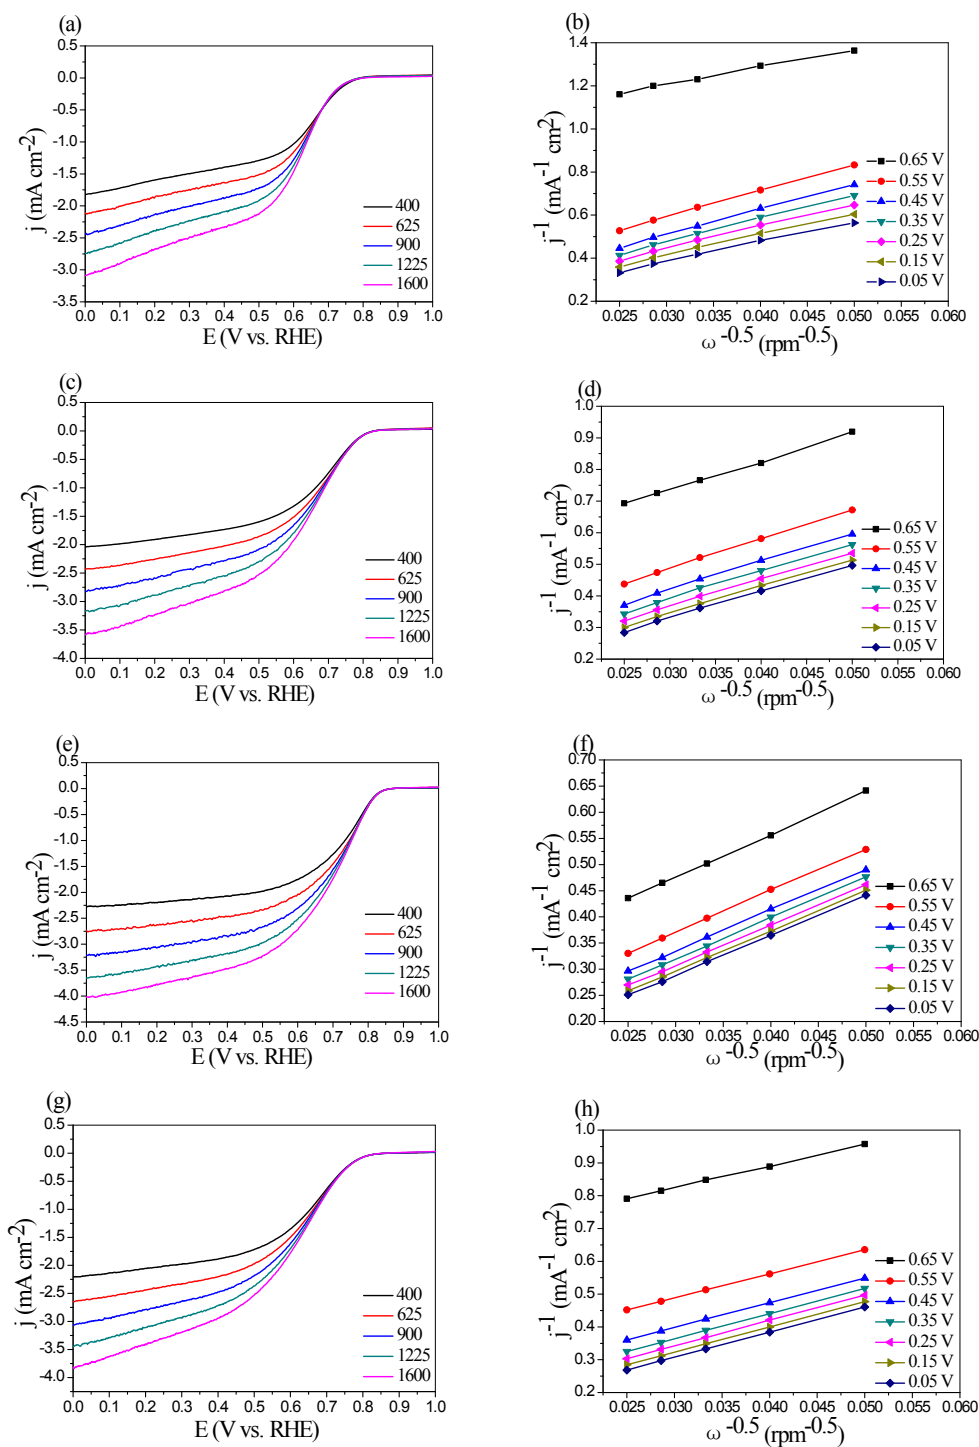 (a)
0.5
0.0
-0.5
-1.0
-1.5
-2.0
-2.5
-3.0
-3.5
j (mA cm-2)
400
625
900
1225
1600
0.0 0.1 0.2 0.3 0.4 0.5 0.6 0.7 0.8 0.9 1.0
E (V vs. RHE)
(b)
1.4
1.2
1.0
0.8
0.6
0.4
0.2
j-1 (mA-1 cm2)
0.65 V
0.55 V
0.45 V
0.35 V
0.25 V
0.15 V
0.05 V
0.025 0.030 0.035 0.040 0.045 0.050 0.055 0.060
ω -0.5 (rpm-0.5)
(c)
0.5
0.0
-0.5
-1.0
-1.5
-2.0
-2.5
-3.0
-3.5
-4.0
j (mA cm-2)
400
625
900
1225
1600
0.0 0.1 0.2 0.3 0.4 0.5 0.6 0.7 0.8 0.9 1.0
E (V vs. RHE)
(d)
1.0
0.9
0.8
0.7
0.6
0.5
0.4
0.3
0.2
j-1 (mA-1 cm2)
0.65 V
0.55 V
0.45 V
0.35 V
0.25 V
0.15 V
0.05 V
0.025 0.030 0.035 0.040 0.045 0.050 0.055 0.060
ω -0.5 (rpm-0.5)
(e)
0.5
0.0
-0.5
-1.0
-1.5
-2.0
-2.5
-3.0
-3.5
-4.0
-4.5
j (mA cm-2)
400
625
900
1225
1600
0.0 0.1 0.2 0.3 0.4 0.5 0.6 0.7 0.8 0.9 1.0
E (V vs. RHE)
(f)
0.70
0.65
0.60
0.55
0.50
0.45
0.40
0.35
0.30
0.25
0.20
j-1 (mA-1 cm2)
0.65 V
0.55 V
0.45 V
0.35 V
0.25 V
0.15 V
0.05 V
0.025 0.030 0.035 0.040 0.045 0.050 0.055 0.060
ω -0.5 (rpm-0.5)
(g)
0.5
0.0
-0.5
-1.0
-1.5
-2.0
-2.5
-3.0
-3.5
-4.0
j (mA cm-2)
400
625
900
1225
1600
0.0 0.1 0.2 0.3 0.4 0.5 0.6 0.7 0.8 0.9 1.0
E (V vs. RHE)
(h)
1.0
0.9
0.8
0.7
0.6
0.5
0.4
0.3
0.2
j-1 (mA-1 cm2)
0.65 V
0.55 V
0.45 V
0.35 V
0.25 V
0.15 V
0.05 V
0.025 0.030 0.035 0.040 0.045 0.050 0.055 0.060
ω -0.5 (rpm-0.5)